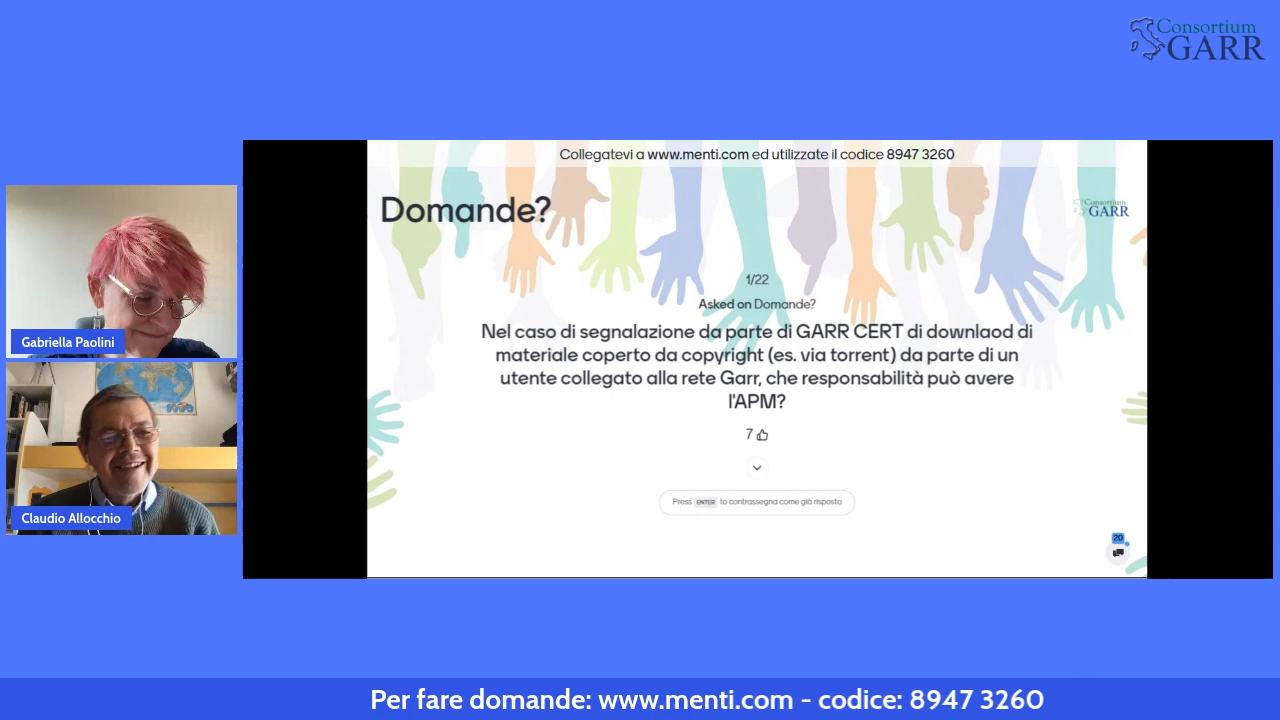 Consortium
GARR
Collegatevi a www.menti.com ed utilizzate il codice 8947 3260
Domande?
Consortium
GARR
1/22
Asked on Domande?
Nel caso di segnalazione da parte di GARR CERT di downlaod di
materiale coperto da copyright (es. via torrent) da parte di un
utente collegato alla rete Garr, che responsabilità può avere
l'APM?
7
Press ENTER to contrassegna come già risposto
20
Gabriella Paolini
Claudio Allocchio
Per fare domande: www.menti.com - codice: 8947 3260